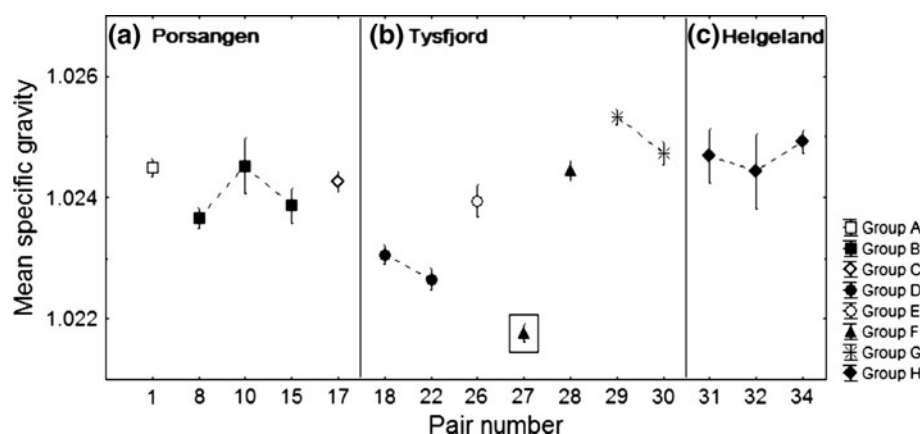 (a) Porsangen
(b) Tysfjord
(c) Helgeland
Mean specific gravity
1.026
1.024
1.022
1 8 10 15 17 18 22 26 27 28 29 30 31 32 34
Pair number
Group A
Group B
Group C
Group D
Group E
Group F
Group G
Group H